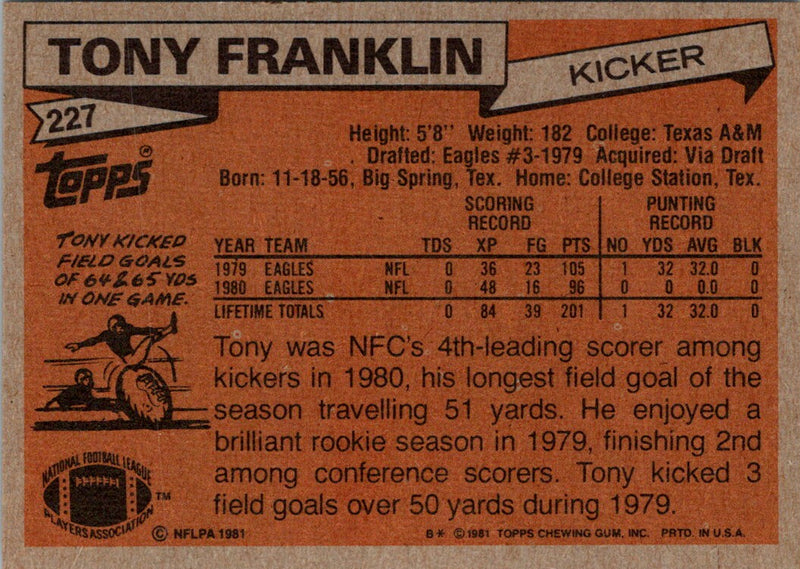 TONY FRANKLIN
KICKER
227
Height: 5'8" Weight: 182 College: Texas A&M
. Drafted: Eagles #3-1979 Acquired: Via Draft
Born: 11-18-56, Big Spring, Tex. Home: College Station, Tex.
topps®
TONY KICKED
FIELD GOALS
OF 64 & 65 YDS
IN ONE GAME.
SCORING RECORD PUNTING RECORD
YEAR TEAM TDS XP FG PTS NO YDS AVG BLK
1979 EAGLES NFL 0 36 23 105 1 32 32.0 0
1980 EAGLES NFL 0 48 16 96 0 0 0.0 0
LIFETIME TOTALS 0 84 39 201 1 32 32.0 0
Tony was NFC's 4th-leading scorer among
kickers in 1980, his longest field goal of the
season travelling 51 yards. He enjoyed a
brilliant rookie season in 1979, finishing 2nd
among conference scorers. Tony kicked 3
field goals over 50 yards during 1979.
NATIONAL FOOTBALL LEAGUE
PLAYERS ASSOCIATION
™
© NFLPA 1981
B* © 1981 TOPPS CHEWING GUM, INC. PRTD. IN U.S.A.